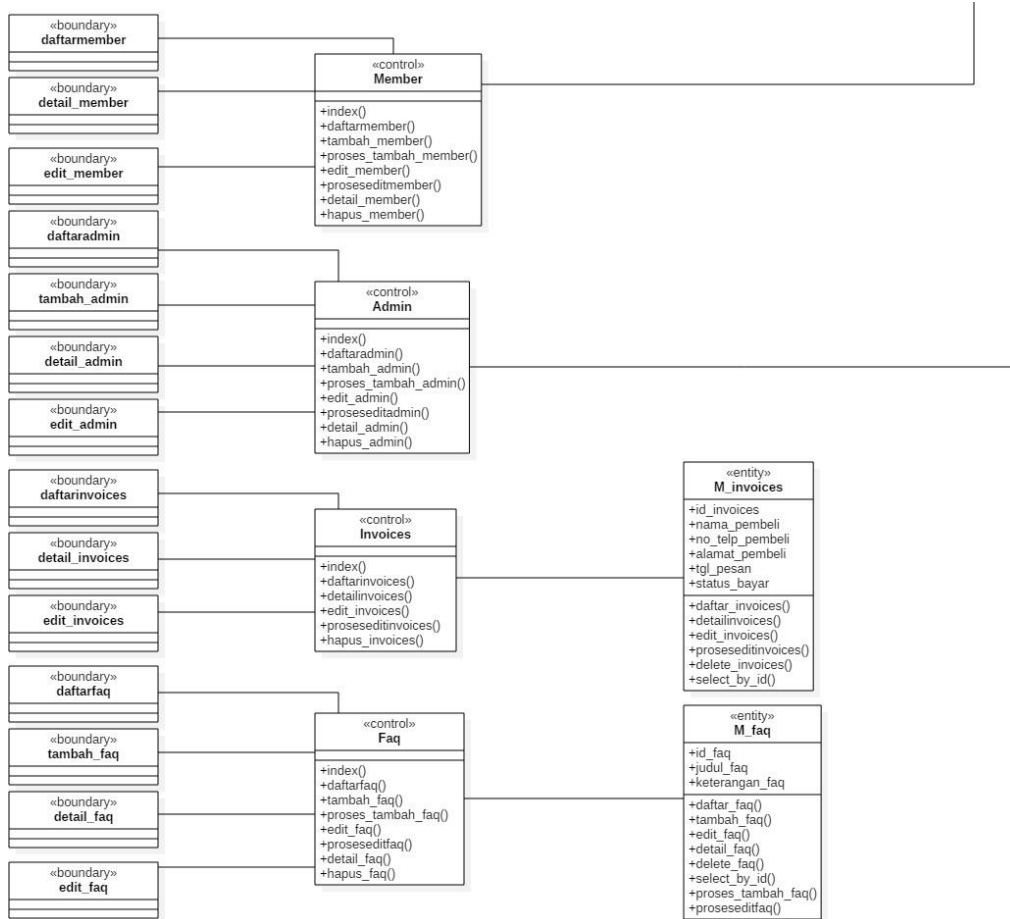 «boundary»
daftarmember
«boundary»
detail_member
«boundary»
edit_member
«control»
Member
+index()
+daftarmember()
+tambah_member()
+proses_tambah_member()
+edit_member()
+proseseditmember()
+detail_member()
+hapus_member()
«boundary»
daftaradmin
«boundary»
tambah_admin
«boundary»
detail_admin
«boundary»
edit_admin
«control»
Admin
+index()
+daftaradmin()
+tambah_admin()
+proses_tambah_admin()
+edit_admin()
+proseseditadmin()
+detail_admin()
+hapus_admin()
«boundary»
daftarinvoices
«boundary»
detail_invoices
«boundary»
edit_invoices
«control»
Invoices
+index()
+daftarinvoices()
+detailinvoices()
+edit_invoices()
+proseseditinvoices()
+hapus_invoices()
«entity»
M_invoices
+id_invoices
+nama_pembeli
+no_telp_pembeli
+alamat_pembeli
+tgl_pesan
+status_bayar
+daftar_invoices()
+detailinvoices()
+edit_invoices()
+proseseditinvoices()
+delete_invoices()
+select_by_id()
«boundary»
daftarfaq
«boundary»
tambah_faq
«boundary»
detail_faq
«boundary»
edit_faq
«control»
Faq
+index()
+daftarfaq()
+tambah_faq()
+proses_tambah_faq()
+edit_faq()
+proseseditfaq()
+detail_faq()
+hapus_faq()
«entity»
M_faq
+id_faq
+judul_faq
+keterangan_faq
+daftar_faq()
+tambah_faq()
+edit_faq()
+detail_faq()
+delete_faq()
+select_by_id()
+proses_tambah_faq()
+proseseditfaq()